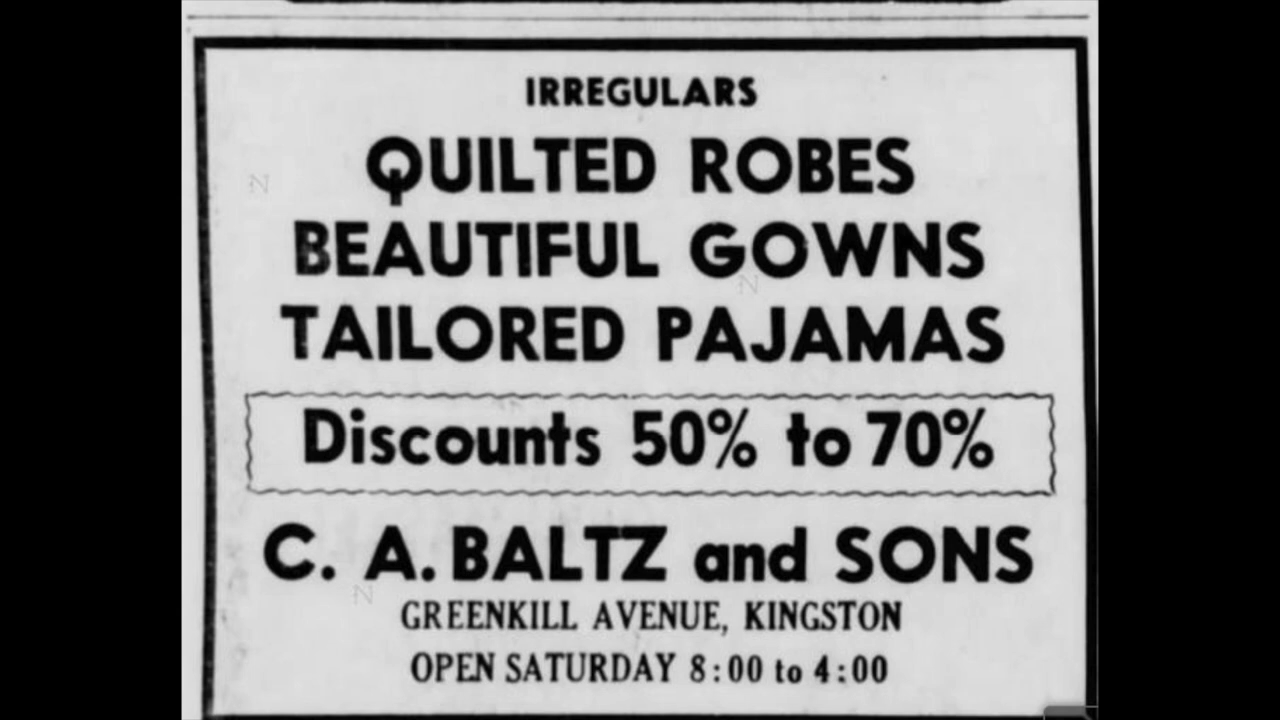 IRREGULARS
QUILTED ROBES
BEAUTIFUL GOWNS
TAILORED PAJAMAS
Discounts 50% to 70%
C. A. BALTZ and SONS
GREENKILL AVENUE, KINGSTON
OPEN SATURDAY 8:00 to 4:00